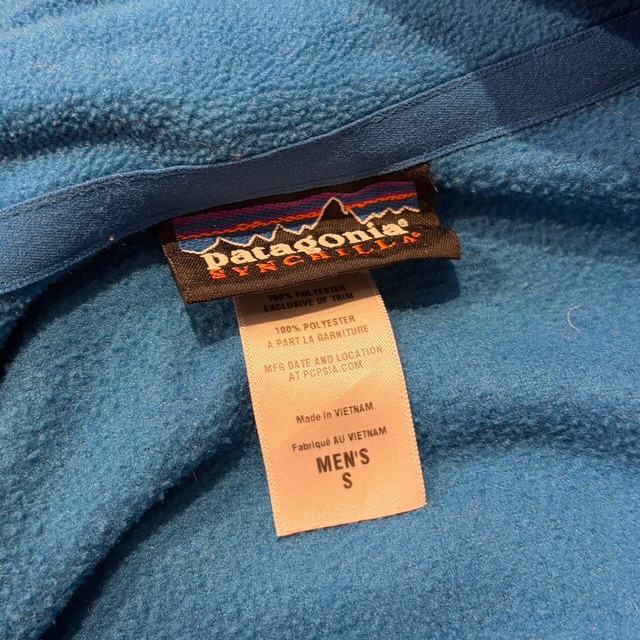 patagonia®
SYNCHILLA®
100% POLYESTER
EXCLUSIVE OF TRIM
100% POLYESTER
À PART LA GARNITURE
MFG DATE AND LOCATION
AT PCPSIA.COM
Made in VIETNAM
Fabriqué AU VIETNAM
MEN'S
S